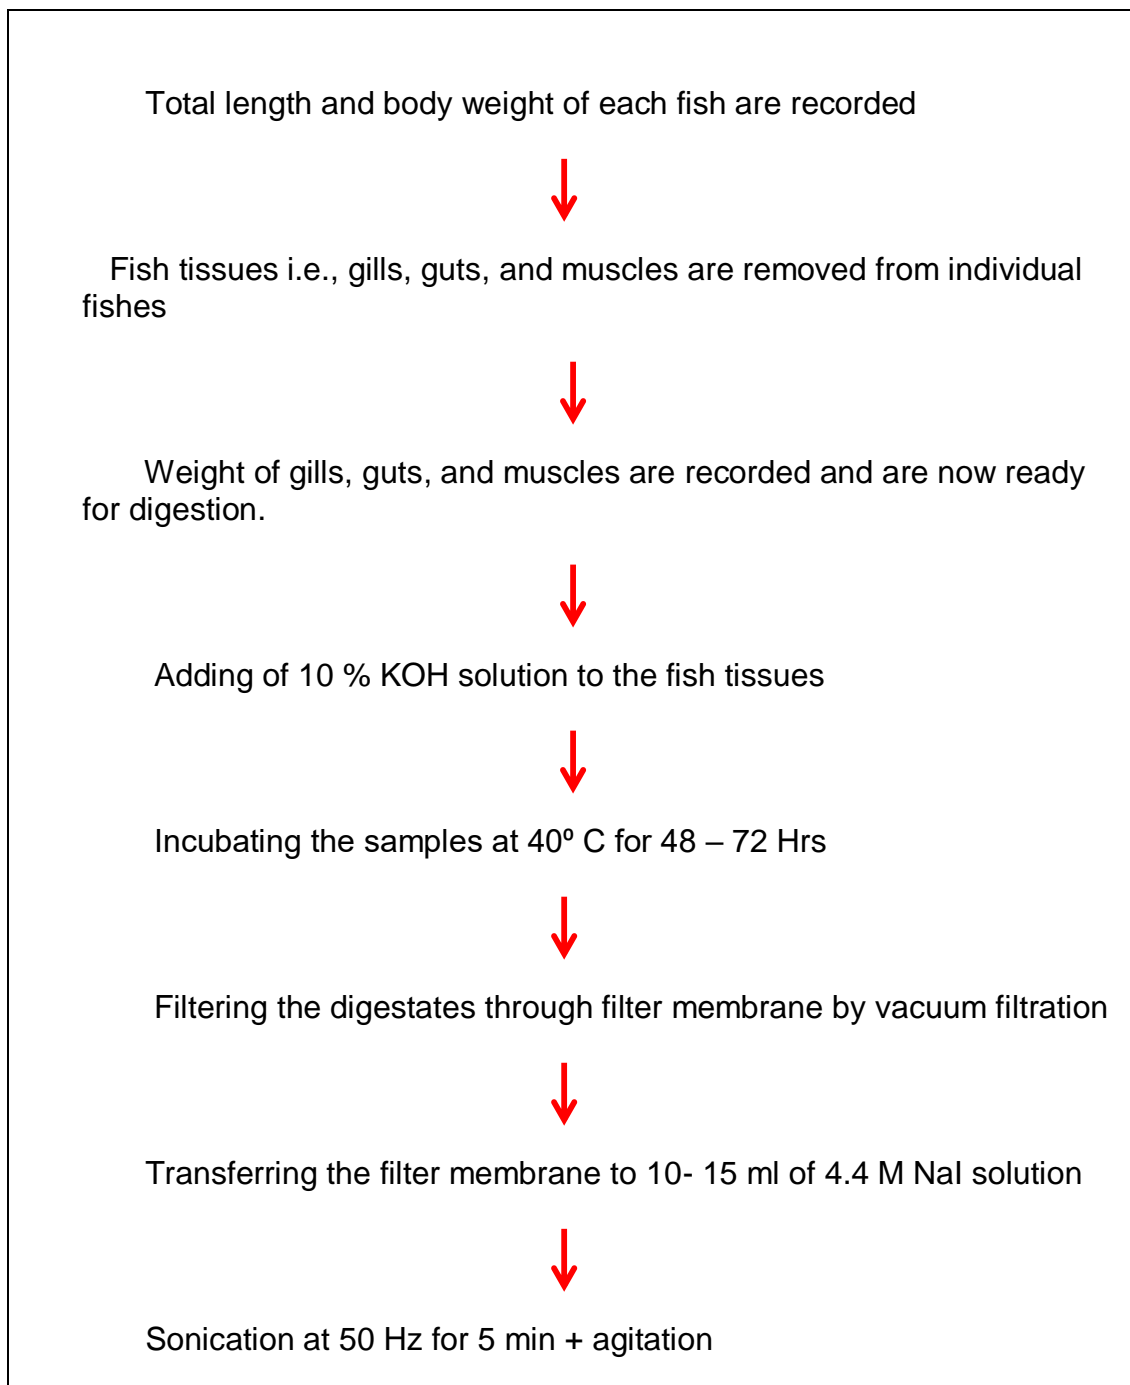 Total length and body weight of each fish are recorded
Fish tissues i.e., gills, guts, and muscles are removed from individual
fishes
Weight of gills, guts, and muscles are recorded and are now ready
for digestion.
Adding of 10 % KOH solution to the fish tissues
Incubating the samples at 40º C for 48 – 72 Hrs
Filtering the digestates through filter membrane by vacuum filtration
Transferring the filter membrane to 10- 15 ml of 4.4 M NaI solution
Sonication at 50 Hz for 5 min + agitation